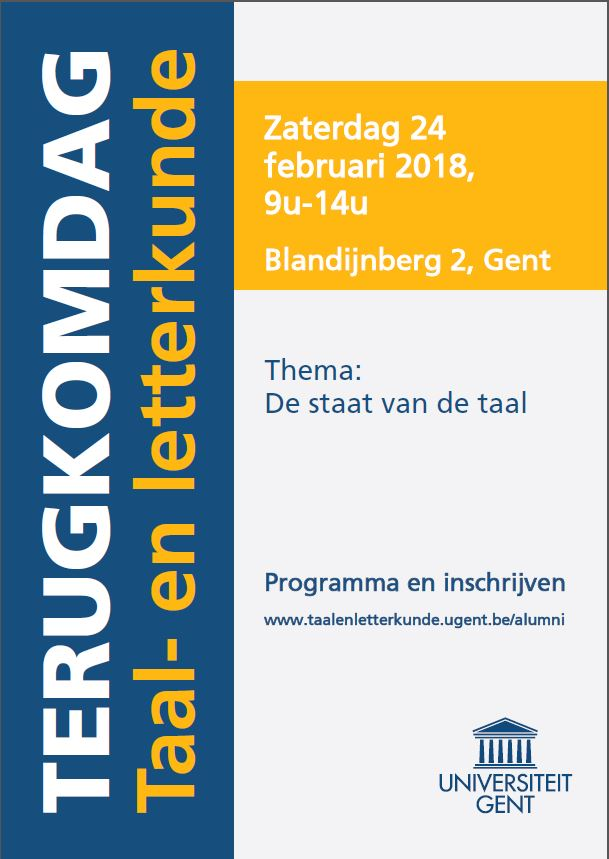 TERUGKOMDAG
Taal- en letterkunde
Zaterdag 24
februari 2018,
9u-14u
Blandijnberg 2, Gent
Thema:
De staat van de taal
Programma en inschrijven
www.taalenletterkunde.ugent.be/alumni
UNIVERSITEIT
GENT